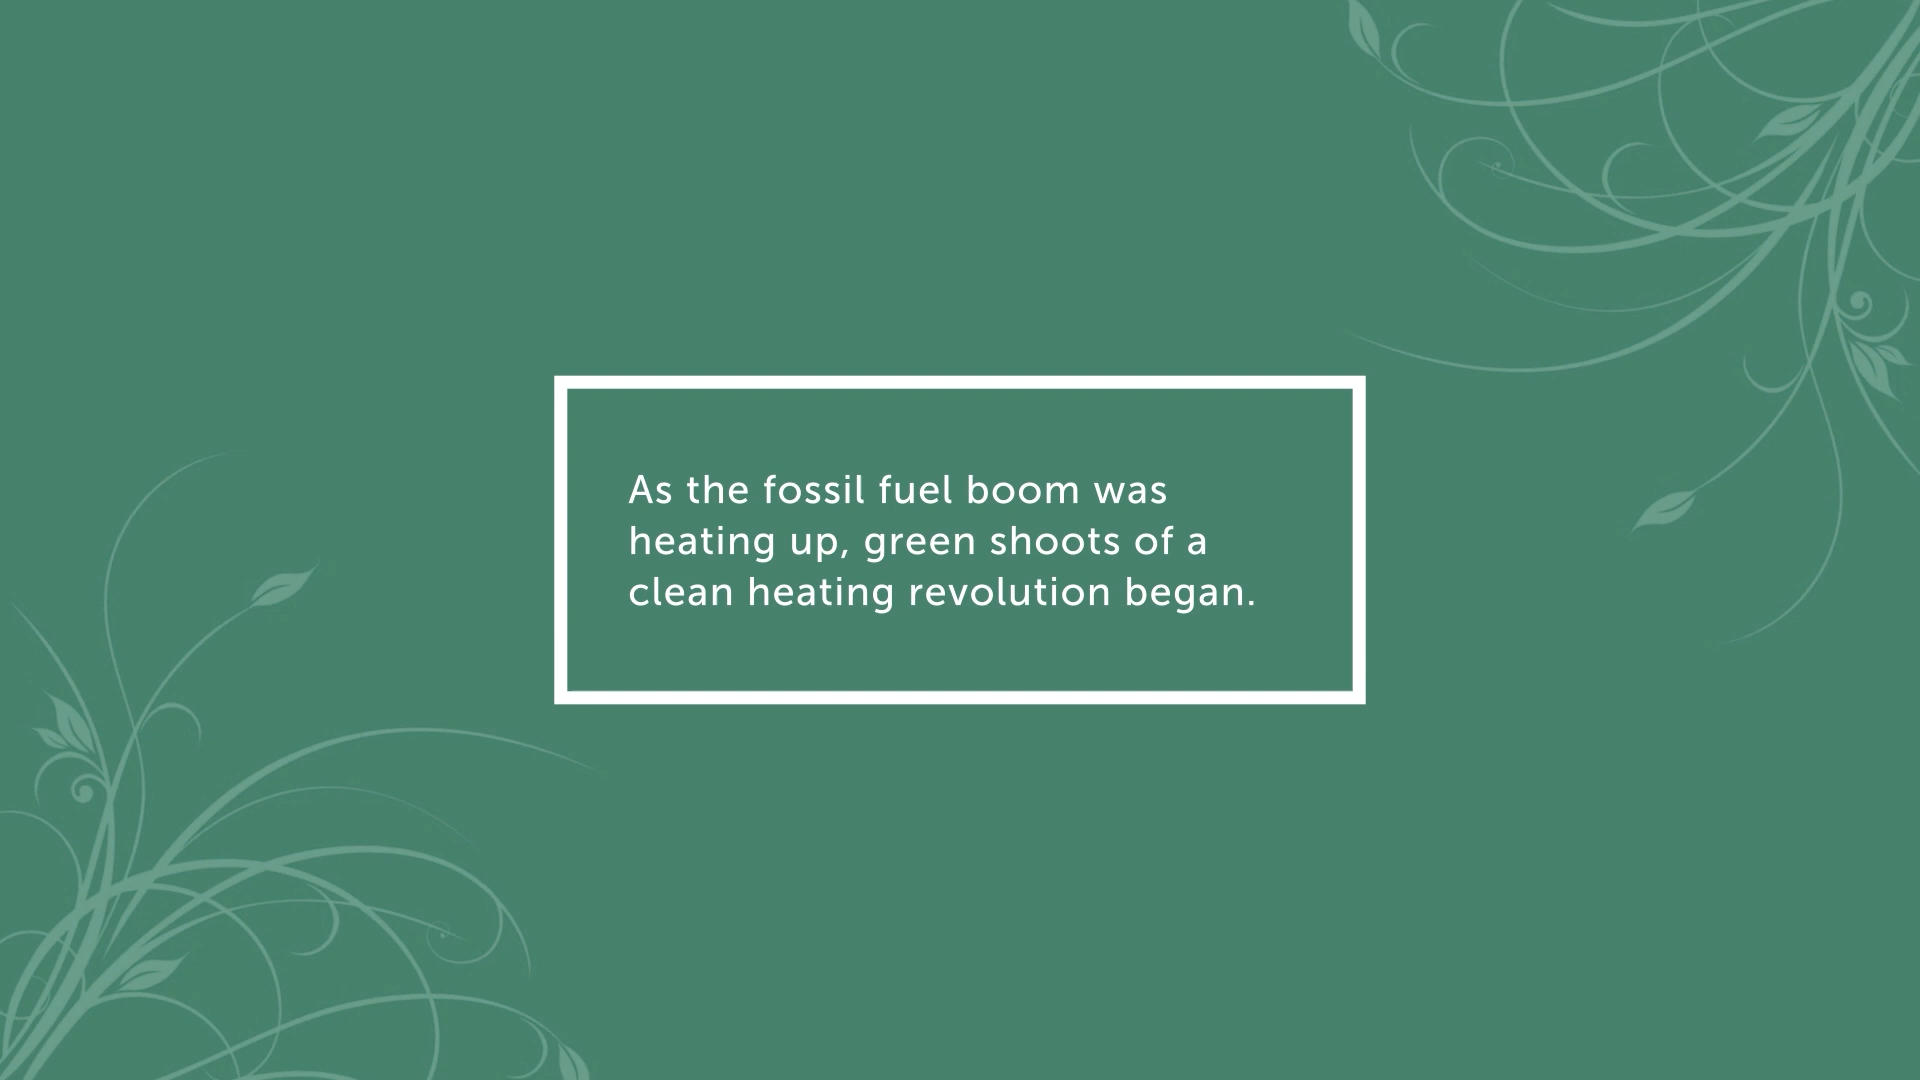 As the fossil fuel boom was
heating up, green shoots of a
clean heating revolution began.